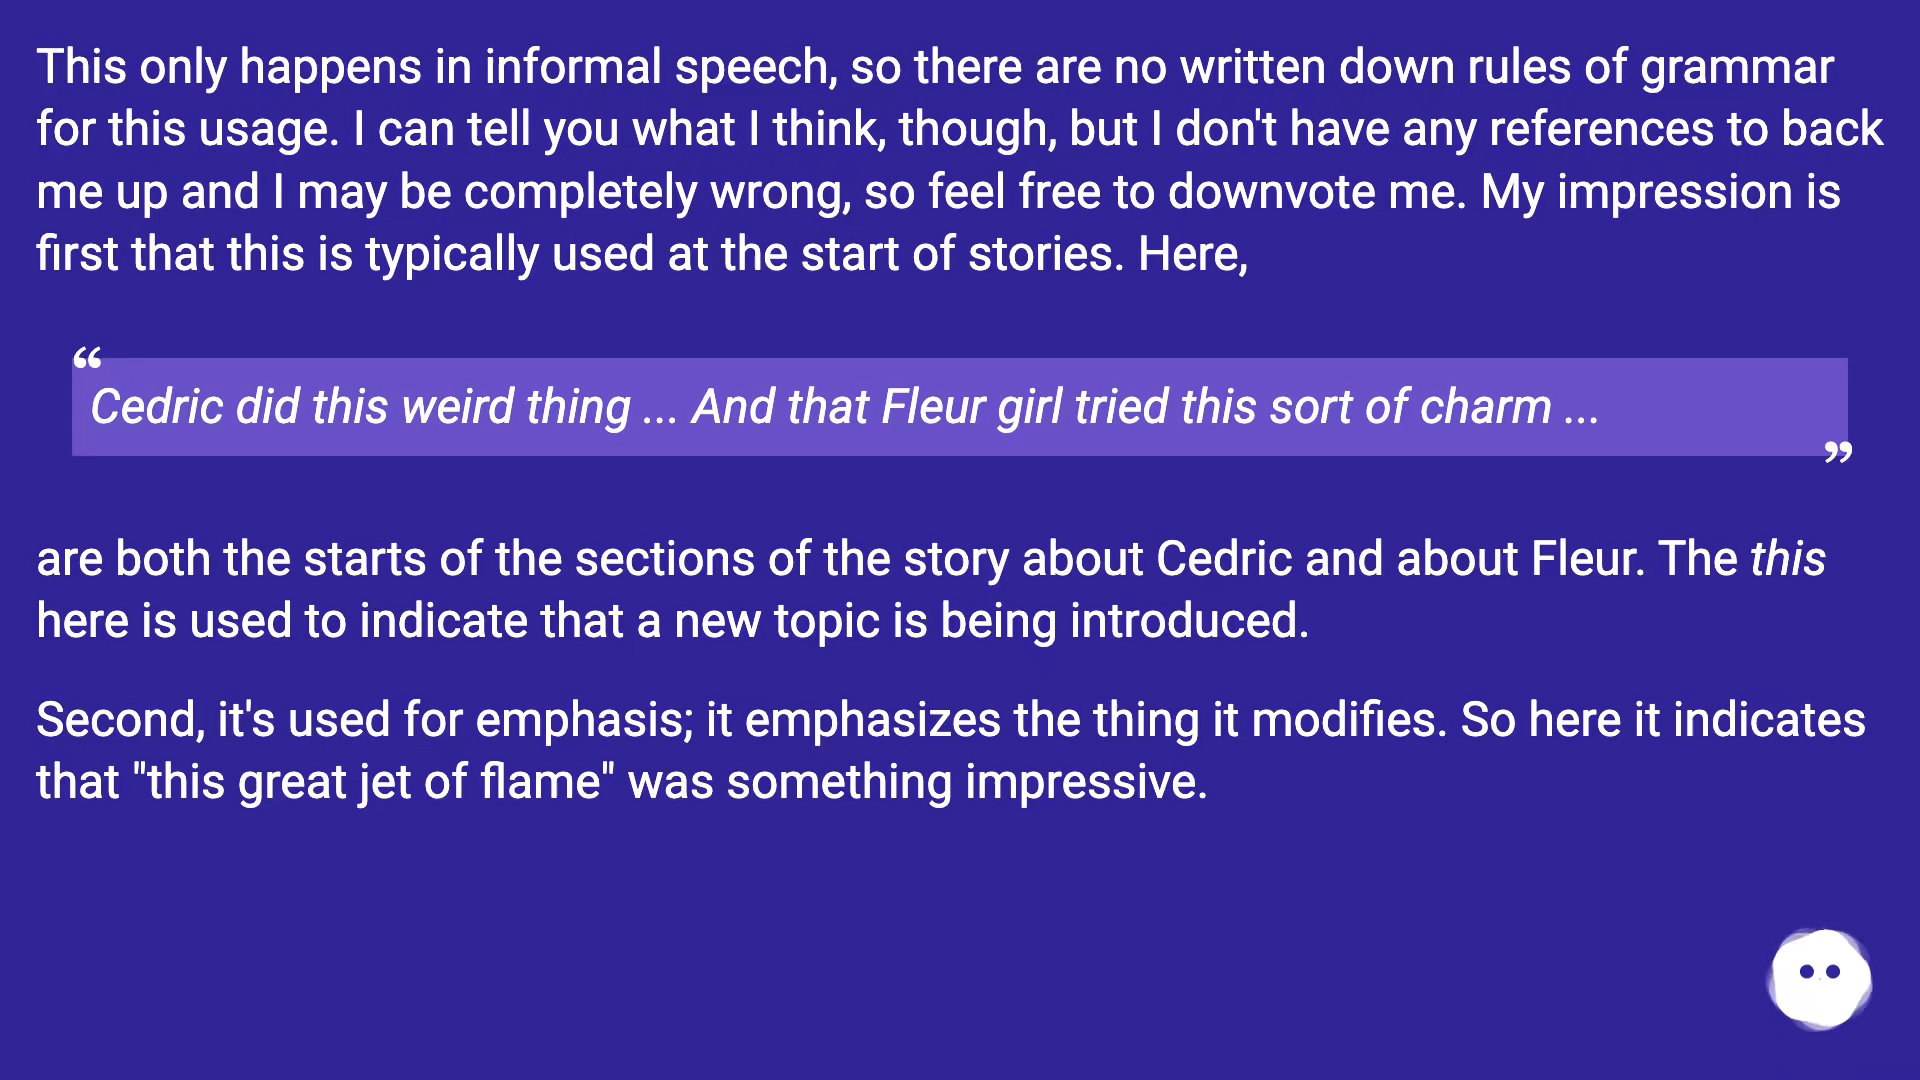 This only happens in informal speech, so there are no written down rules of grammar
for this usage. I can tell you what I think, though, but I don't have any references to back
me up and I may be completely wrong, so feel free to downvote me. My impression is
first that this is typically used at the start of stories. Here,
“
Cedric did this weird thing ... And that Fleur girl tried this sort of charm ...
”
are both the starts of the sections of the story about Cedric and about Fleur. The this
here is used to indicate that a new topic is being introduced.
Second, it's used for emphasis; it emphasizes the thing it modifies. So here it indicates
that "this great jet of flame" was something impressive.